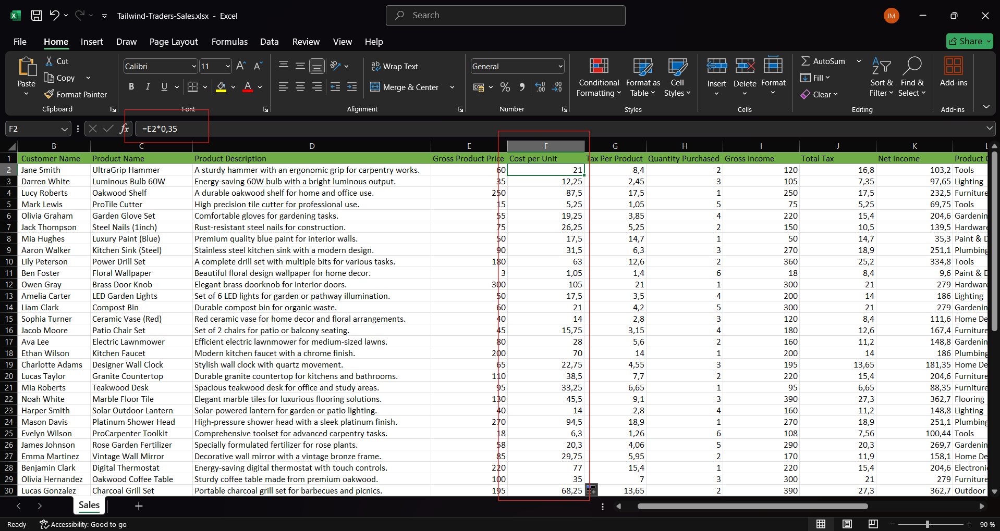 Tailwind-Traders-Sales.xlsx - Excel
Search
JM
File Home Insert Draw Page Layout Formulas Data Review View Help
Share
Paste
Cut
Copy
Format Painter
Clipboard
Calibri 11
B I U
Font
Wrap Text
Merge & Center
Alignment
General
Number
Conditional Formatting
Format as Table
Cell Styles
Styles
Insert
Delete
Format
Cells
AutoSum
Fill
Clear
Sort & Filter
Find & Select
Editing
Add-ins
Add-ins
F2 fx =E2*0,35
B C D E F G H I J K L
1 Customer Name Product Name Product Description Gross Product Price Cost per Unit Tax Per Product Quantity Purchased Gross Income Total Tax Net Income Product
2 Jane Smith UltraGrip Hammer A sturdy hammer with an ergonomic grip for carpentry works. 60 21 8,4 2 120 16,8 103,2 Tools
3 Darren White Luminous Bulb 60W Energy-saving 60W bulb with a bright luminous output. 35 12,25 2,45 3 105 7,35 97,65 Lighting
4 Lucy Roberts Oakwood Shelf A durable oakwood shelf for home and office use. 250 87,5 17,5 1 250 17,5 232,5 Furniture
5 Mark Lewis ProTile Cutter High precision tile cutter for professional use. 15 5,25 1,05 5 75 5,25 69,75 Tools
6 Olivia Graham Garden Glove Set Comfortable gloves for gardening tasks. 55 19,25 3,85 4 220 15,4 204,6 Gardenin
7 Jack Thompson Steel Nails (1inch) Rust-resistant steel nails for construction. 75 26,25 5,25 2 150 10,5 139,5 Hardware
8 Mia Hughes Luxury Paint (Blue) Premium quality blue paint for interior walls. 50 17,5 14,7 1 50 14,7 35,3 Paint & D
9 Aaron Walker Kitchen Sink (Steel) Stainless steel kitchen sink with a modern design. 90 31,5 6,3 3 270 18,9 251,1 Plumbing
10 Lily Peterson Power Drill Set A complete drill set with multiple bits for various tasks. 180 63 12,6 2 360 25,2 334,8 Tools
11 Ben Foster Floral Wallpaper Beautiful floral design wallpaper for home decor. 3 1,05 1,4 6 18 8,4 9,6 Paint & D
12 Owen Gray Brass Door Knob Elegant brass doorknob for interior doors. 300 105 21 1 300 21 279 Hardware
13 Amelia Carter LED Garden Lights Set of 6 LED lights for garden or pathway illumination. 50 17,5 3,5 4 200 14 186 Lighting
14 Liam Clark Compost Bin Durable compost bin for organic waste. 60 21 4,2 5 300 21 279 Gardenin
15 Sophia Turner Ceramic Vase (Red) Red ceramic vase for home decor and floral arrangements. 40 14 2,8 3 120 8,4 111,6 Home De
16 Jacob Moore Patio Chair Set Set of 2 chairs for patio or balcony seating. 45 15,75 3,15 4 180 12,6 167,4 Furniture
17 Ava Lee Electric Lawnmower Efficient electric lawnmower for medium-sized lawns. 80 28 5,6 2 160 11,2 148,8 Gardenin
18 Ethan Wilson Kitchen Faucet Modern kitchen faucet with a chrome finish. 200 70 14 1 200 14 186 Plumbing
19 Charlotte Adams Designer Wall Clock Stylish wall clock with quartz movement. 65 22,75 4,55 3 195 13,65 181,35 Home De
20 Lucas Taylor Granite Countertop Durable granite countertop for kitchens and bathrooms. 110 38,5 7,7 2 220 15,4 204,6 Furniture
21 Mia Roberts Teakwood Desk Spacious teakwood desk for office and study areas. 95 33,25 6,65 1 95 6,65 88,35 Furniture
22 Noah White Marble Floor Tile Elegant marble tiles for luxurious flooring solutions. 130 45,5 9,1 3 390 27,3 362,7 Flooring
23 Harper Smith Solar Outdoor Lantern Solar-powered lantern for garden or patio lighting. 40 14 2,8 4 160 11,2 148,8 Lighting
24 Mason Davis Platinum Shower Head High-pressure shower head with a sleek platinum finish. 270 94,5 18,9 1 270 18,9 251,1 Plumbing
25 Evelyn Wilson ProCarpenter Toolkit Comprehensive toolset for advanced carpentry tasks. 18 6,3 1,26 6 108 7,56 100,44 Tools
26 James Johnson Rose Garden Fertilizer Specially formulated fertilizer for rose plants. 58 20,3 4,06 5 290 20,3 269,7 Gardenin
27 Emma Martinez Vintage Wall Mirror Decorative wall mirror with a vintage bronze frame. 85 29,75 5,95 2 170 11,9 158,1 Home De
28 Benjamin Clark Digital Thermostat Energy-saving digital thermostat with touch controls. 220 77 15,4 1 220 15,4 204,6 Electroni
29 Olivia Hernandez Oakwood Coffee Table Sturdy coffee table made from premium oakwood. 100 35 7 3 300 21 279 Furniture
30 Lucas Gonzalez Charcoal Grill Set Portable charcoal grill set for barbecues and picnics. 195 68,25 13,65 2 390 27,3 362,7 Outdoor
Sales
Ready Accessibility: Good to go 90 %